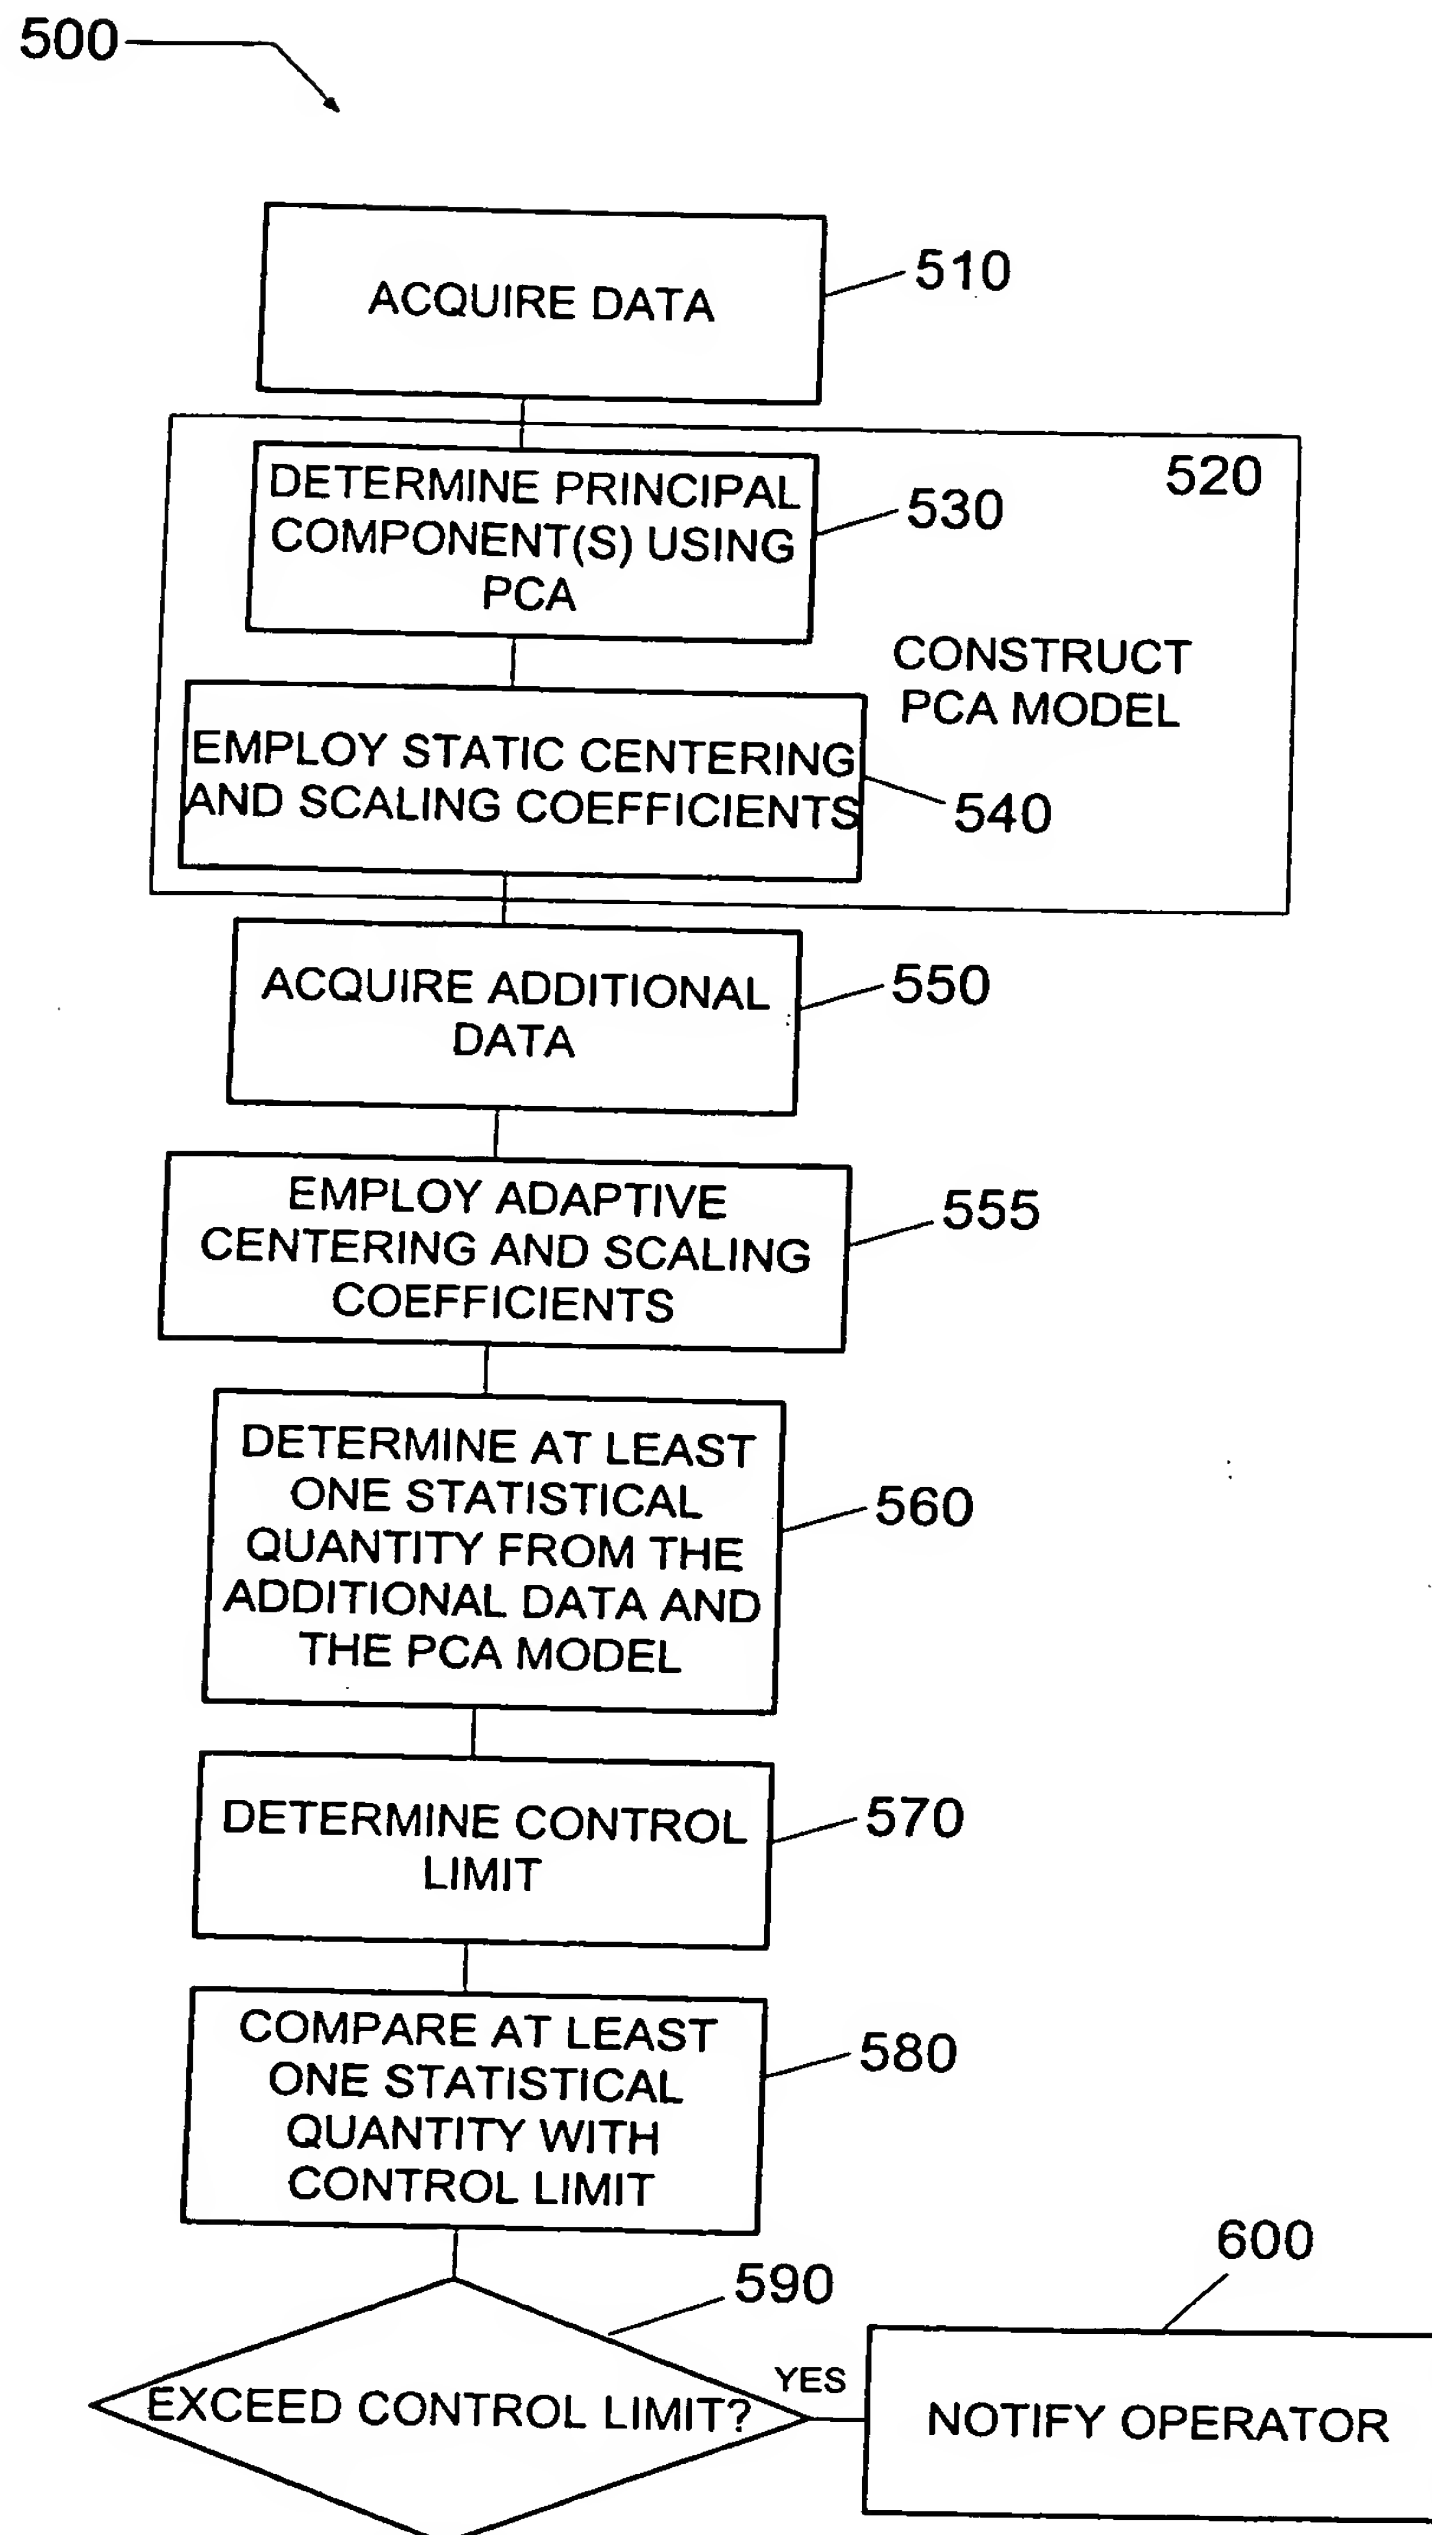 500
ACQUIRE DATA
510
520
DETERMINE PRINCIPAL
COMPONENT(S) USING
PCA
530
CONSTRUCT
PCA MODEL
EMPLOY STATIC CENTERING
AND SCALING COEFFICIENTS
540
ACQUIRE ADDITIONAL
DATA
550
EMPLOY ADAPTIVE
CENTERING AND SCALING
COEFFICIENTS
555
DETERMINE AT LEAST
ONE STATISTICAL
QUANTITY FROM THE
ADDITIONAL DATA AND
THE PCA MODEL
560
DETERMINE CONTROL
LIMIT
570
COMPARE AT LEAST
ONE STATISTICAL
QUANTITY WITH
CONTROL LIMIT
580
590
EXCEED CONTROL LIMIT?
YES
600
NOTIFY OPERATOR